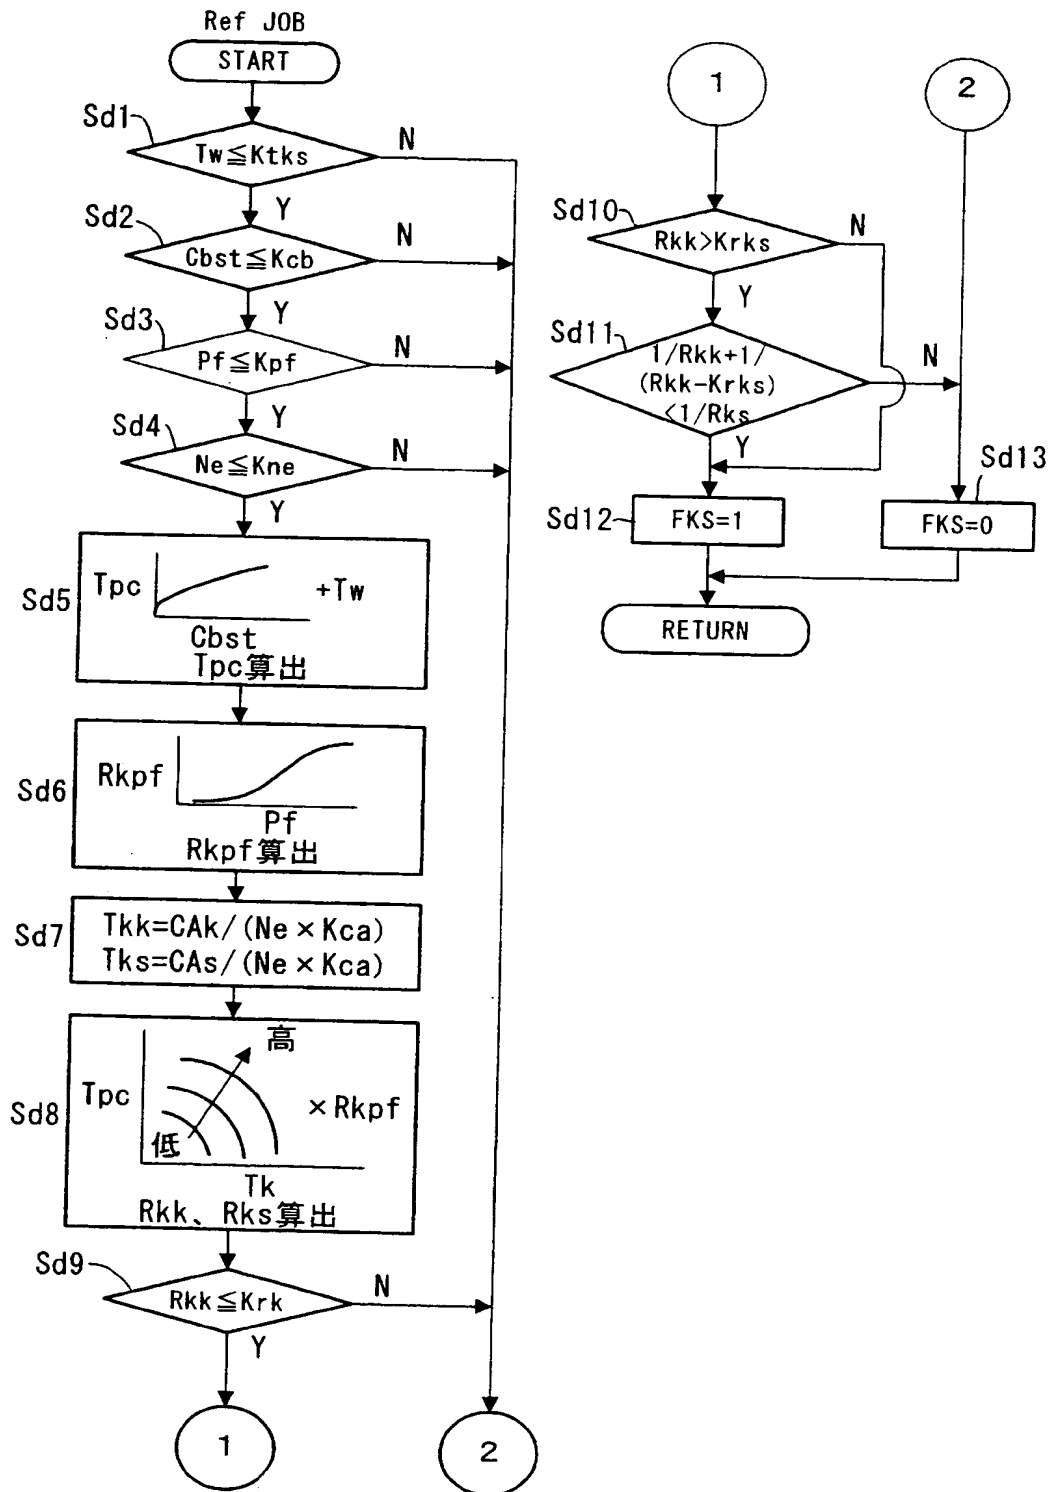 Ref JOB
START
Sd1
Tw≦Ktks
N
Y
Sd2
Cbst≦Kcb
N
Y
Sd3
Pf≦Kpf
N
Y
Sd4
Ne≦Kne
N
Y
Sd5
Tpc
+Tw
Cbst
Tpc算出
Sd6
Rkpf
Pf
Rkpf算出
Sd7
Tkk=CAk/(Ne×Kca)
Tks=CAs/(Ne×Kca)
Sd8
高
Tpc
×Rkpf
低
Tk
Rkk、Rks算出
Sd9
Rkk≦Krk
N
Y
1
2
1
2
Sd10
Rkk>Krks
N
Y
Sd11
1/Rkk+1/
(Rkk-Krks)
<1/Rks
N
Y
Sd12
FKS=1
Sd13
FKS=0
RETURN